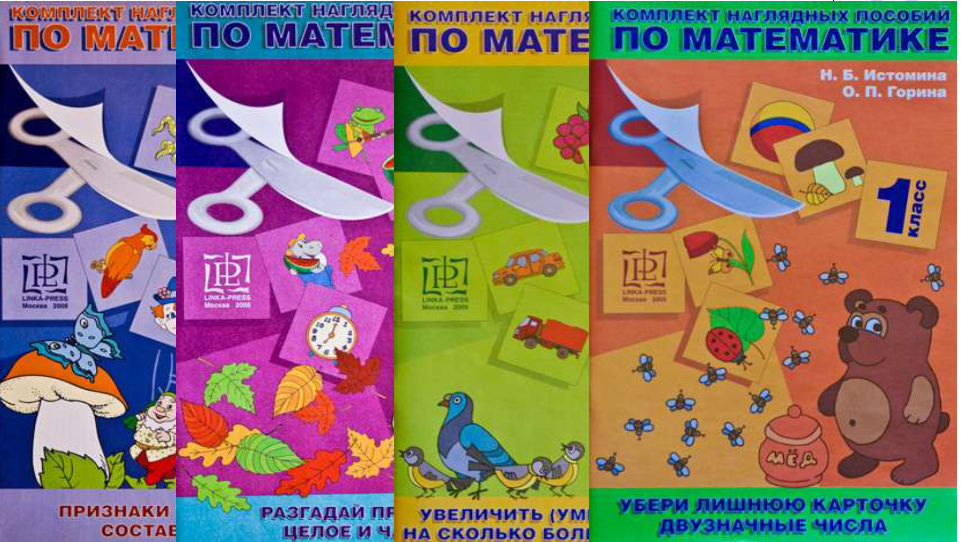 КОМПЛЕКТ НАГЛЯ
ПО МАТЕ
LINKA-PRESS
Москва 2006
ПРИЗНАКИ
СОСТАВ
КОМПЛЕКТ НАГЛЯД
ПО МАТЕМ
LINKA-PRESS
Москва 2006
РАЗГАДАЙ ПР
ЦЕЛОЕ И Ч
КОМПЛЕКТ НАГЛЯ
ПО МАТЕ
LINKA-PRESS
Москва 2006
УВЕЛИЧИТЬ (УМ
НА СКОЛЬКО БОЛ
КОМПЛЕКТ НАГЛЯДНЫХ ПОСОБИЙ
ПО МАТЕМАТИКЕ
Н. Б. Истомина
О. П. Горина
1 класс
LINKA-PRESS
Москва 2006
МЁД
УБЕРИ ЛИШНЮЮ КАРТОЧКУ
ДВУЗНАЧНЫЕ ЧИСЛА